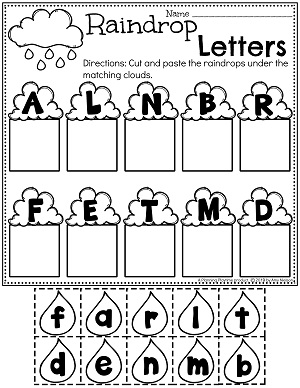 Name
Raindrop
Letters
Directions: Cut and paste the raindrops under the
matching clouds.
A L N B R
F E T M D
f a r l t
d e n m b